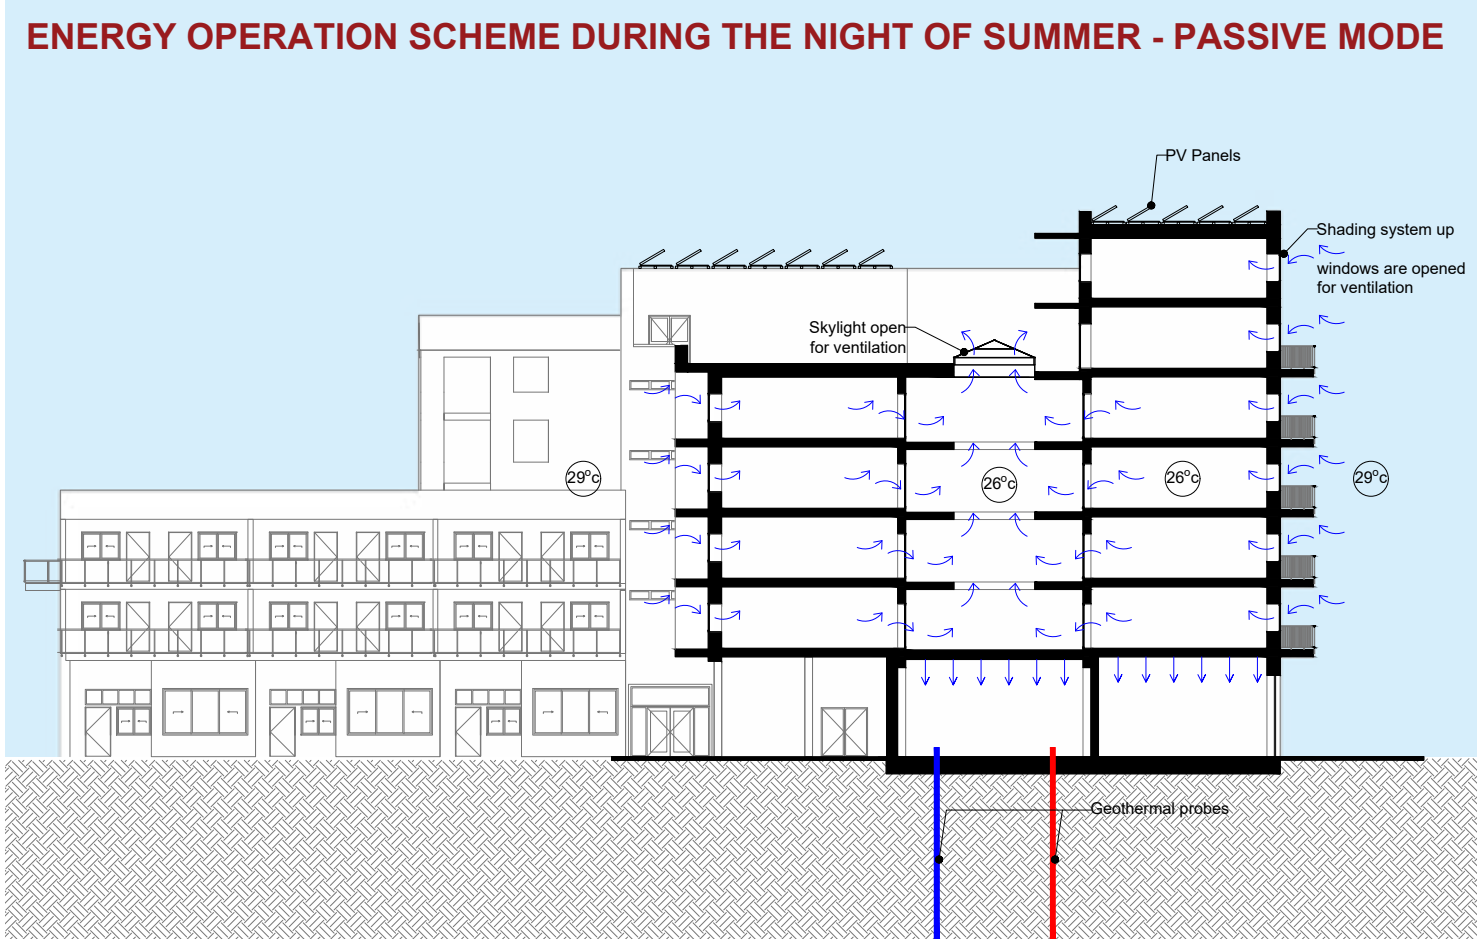 ENERGY OPERATION SCHEME DURING THE NIGHT OF SUMMER - PASSIVE MODE
PV Panels
Shading system up
windows are opened
for ventilation
Skylight open
for ventilation
29°c
26°c
26°c
29°c
Geothermal probes